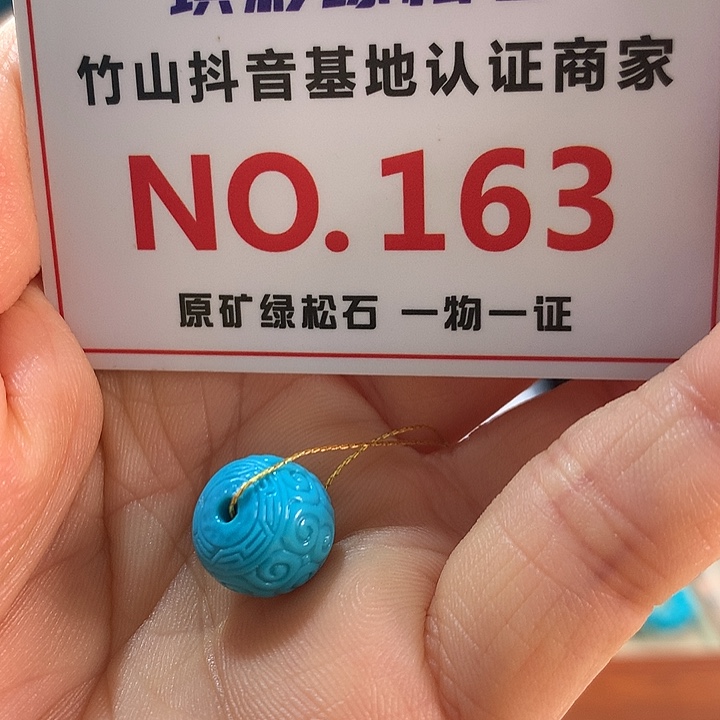 竹山抖音基地认证商家
NO.163
原矿绿松石 一物一证